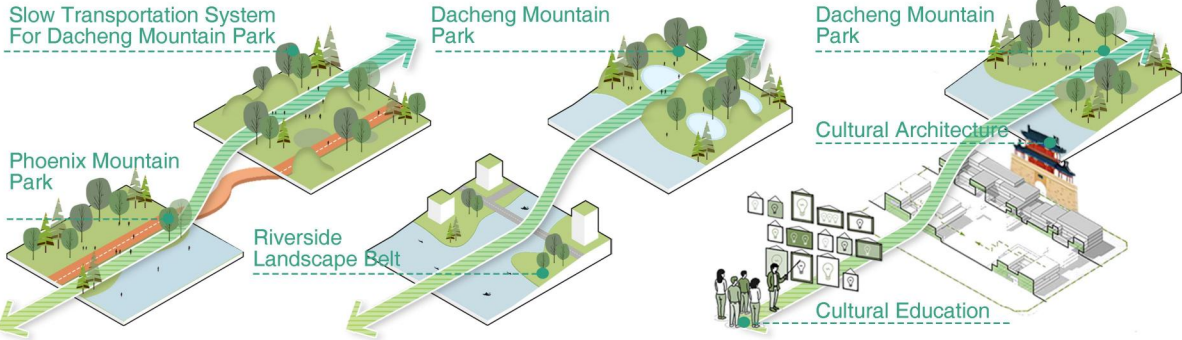 Slow Transportation System
For Dacheng Mountain Park
Phoenix Mountain
Park
Dacheng Mountain
Park
Riverside
Landscape Belt
Dacheng Mountain
Park
Cultural Architecture
Cultural Education